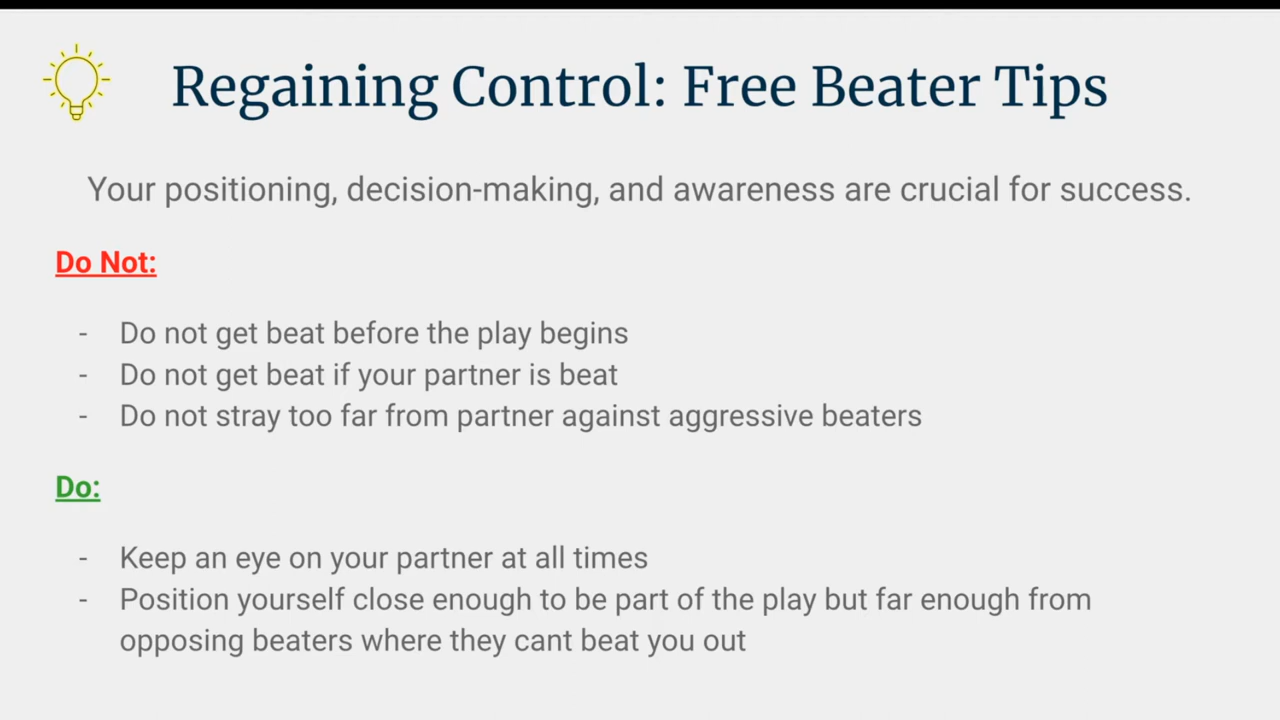 Regaining Control: Free Beater Tips
Your positioning, decision-making, and awareness are crucial for success.
Do Not:
- Do not get beat before the play begins
- Do not get beat if your partner is beat
- Do not stray too far from partner against aggressive beaters
Do:
- Keep an eye on your partner at all times
- Position yourself close enough to be part of the play but far enough from
opposing beaters where they cant beat you out